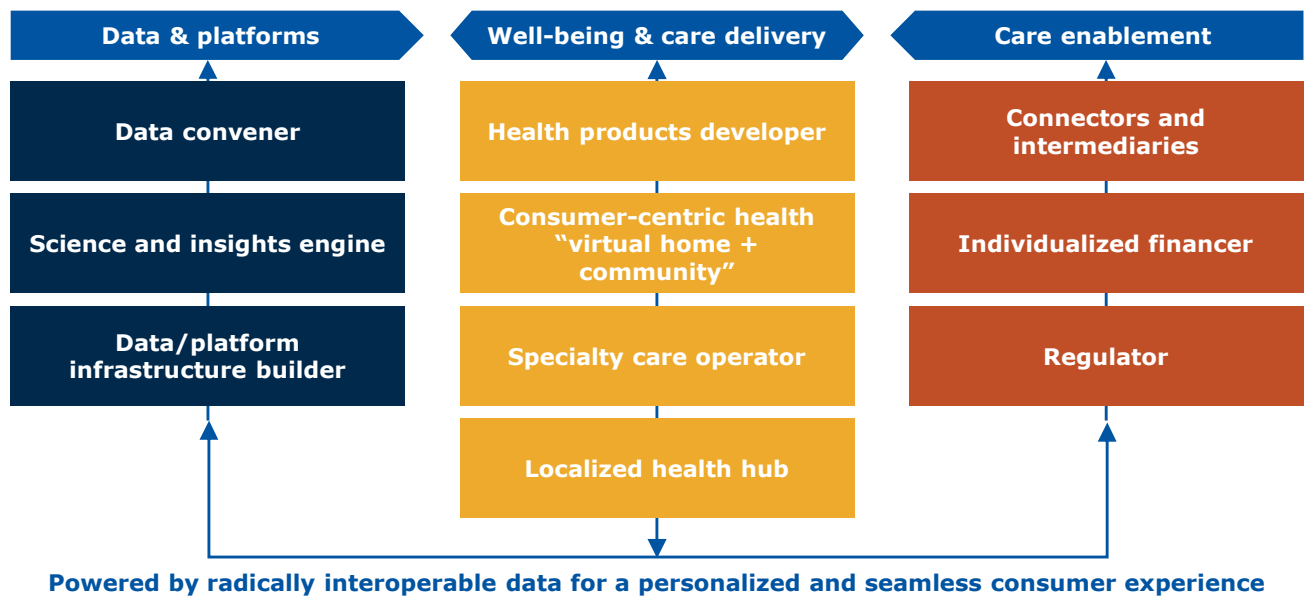 Data & platforms
Data convener
Science and insights engine
Data/platform
infrastructure builder
Well-being & care delivery
Health products developer
Consumer-centric health
“virtual home +
community”
Specialty care operator
Localized health hub
Care enablement
Connectors and
intermediaries
Individualized financer
Regulator
Powered by radically interoperable data for a personalized and seamless consumer experience